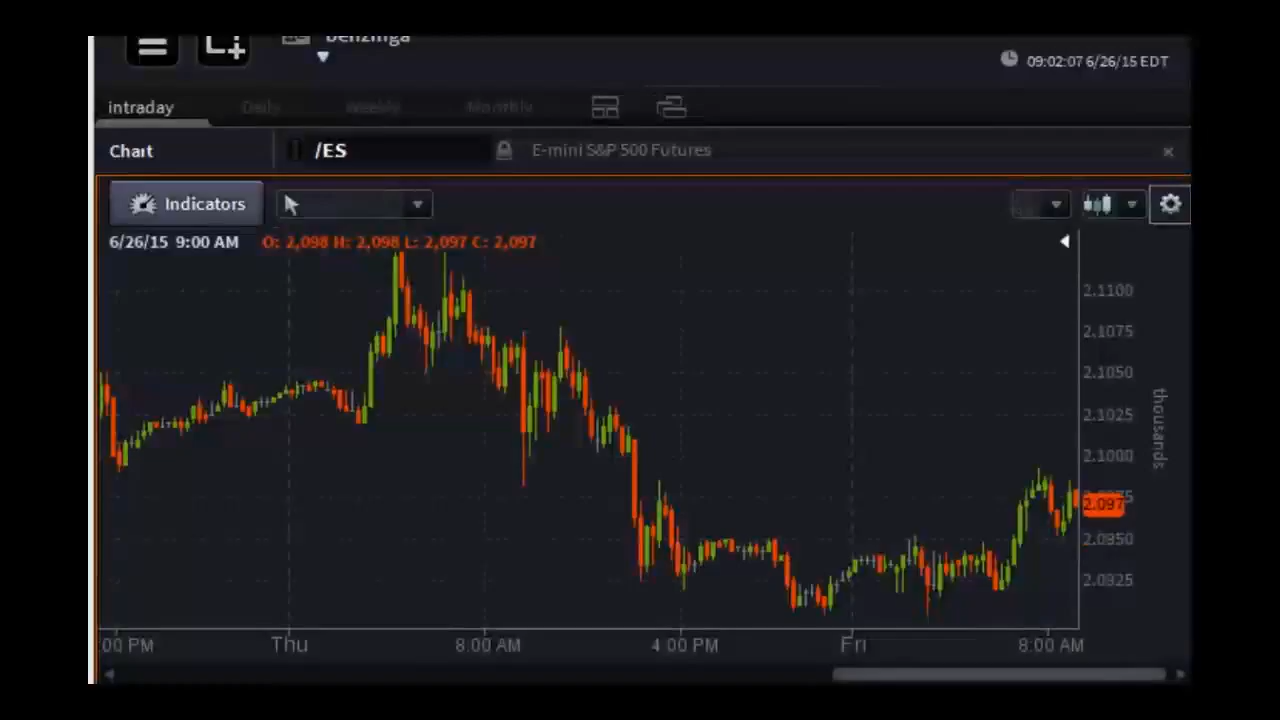 benzinga
09:02:07 6/26/15 EDT
intraday Daily Weekly Monthly
Chart /ES E-mini S&P 500 Futures ×
Indicators
6/26/15 9:00 AM O: 2,098 H: 2,098 L: 2,097 C: 2,097
2.1100
2.1075
2.1050
2.1025
2.1000
2.097
2.0950
2.0925
thousands
:00 PM Thu 8:00 AM 4:00 PM Fri 8:00 AM